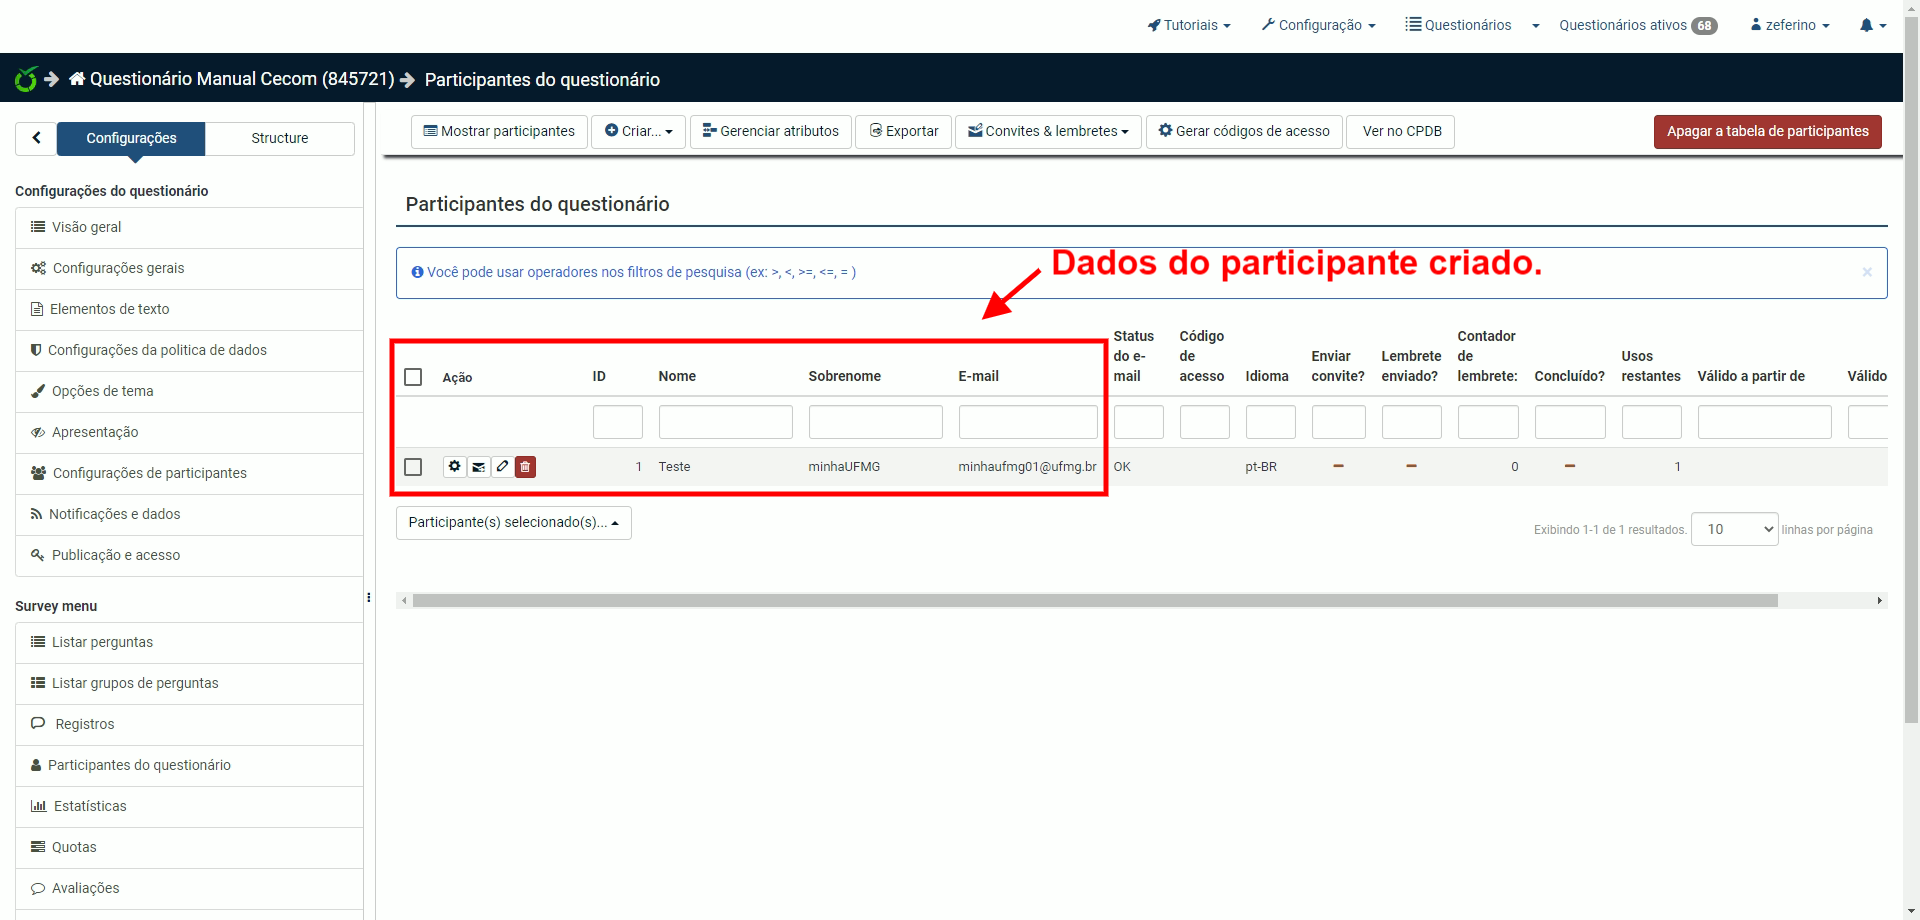 Tutoriais
Configuração
Questionários
Questionários ativos 68
zeferino
Questionário Manual Cecom (845721)
Participantes do questionário
Configurações
Structure
Mostrar participantes
Criar...
Gerenciar atributos
Exportar
Convites & lembretes
Gerar códigos de acesso
Ver no CPDB
Apagar a tabela de participantes
Configurações do questionário
Visão geral
Configurações gerais
Elementos de texto
Configurações da politica de dados
Opções de tema
Apresentação
Configurações de participantes
Notificações e dados
Publicação e acesso
Survey menu
Listar perguntas
Listar grupos de perguntas
Registros
Participantes do questionário
Estatísticas
Quotas
Avaliações
Participantes do questionário
Você pode usar operadores nos filtros de pesquisa (ex: >, <, >=, <=, = )
×
Dados do participante criado.
Ação
ID
Nome
Sobrenome
E-mail
Status
do e-
mail
Código
de
acesso
Idioma
Enviar
convite?
Lembrete
enviado?
Contador
de
lembrete:
Concluído?
Usos
restantes
Válido a partir de
Válido
1
Teste
minhaUFMG
minhaufmg01@ufmg.br
OK
pt-BR
0
1
Participante(s) selecionado(s)...
Exibindo 1-1 de 1 resultados.
10
linhas por página